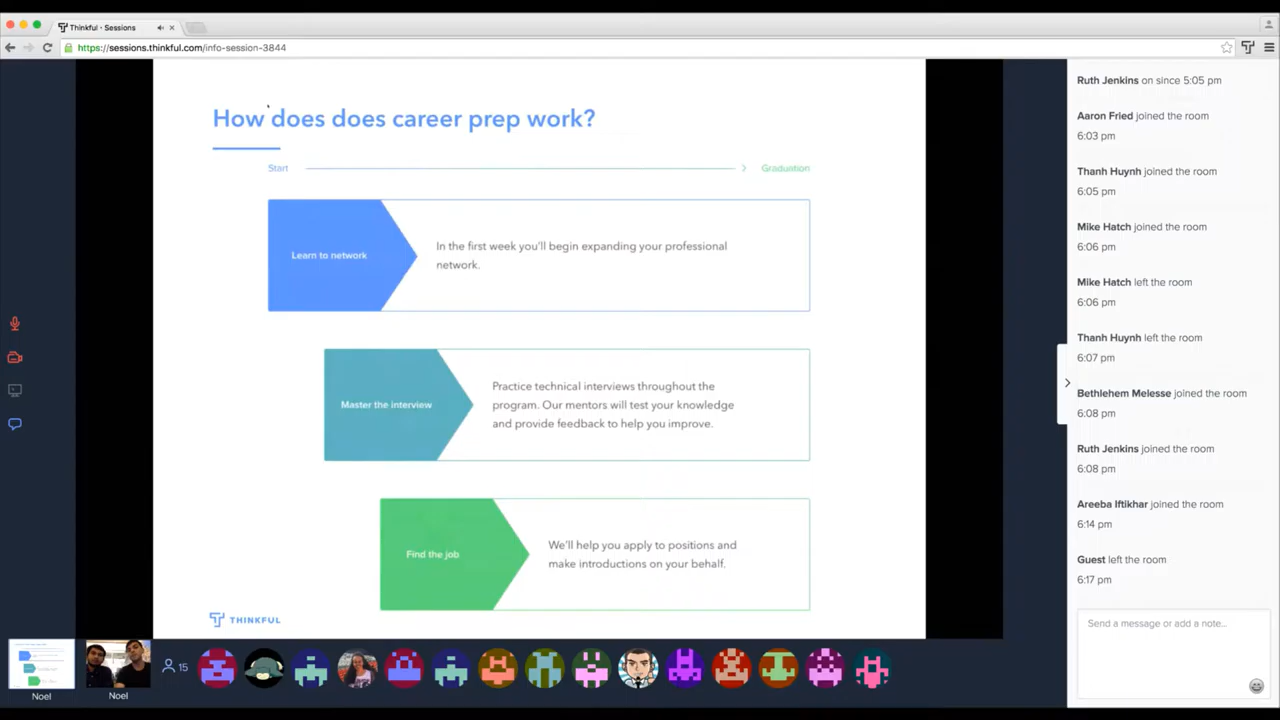 Thinkful - Sessions
https://sessions.thinkful.com/info-session-3844
How does does career prep work?
Start
Graduation
Learn to network
In the first week you'll begin expanding your professional
network.
Master the interview
Practice technical interviews throughout the
program. Our mentors will test your knowledge
and provide feedback to help you improve.
Find the job
We'll help you apply to positions and
make introductions on your behalf.
THINKFUL
Noel
Noel
15
Ruth Jenkins on since 5:05 pm
Aaron Fried joined the room
6:03 pm
Thanh Huynh joined the room
6:05 pm
Mike Hatch joined the room
6:06 pm
Mike Hatch left the room
6:06 pm
Thanh Huynh left the room
6:07 pm
Bethlehem Melesse joined the room
6:08 pm
Ruth Jenkins joined the room
6:08 pm
Areeba Iftikhar joined the room
6:14 pm
Guest left the room
6:17 pm
Send a message or add a note...